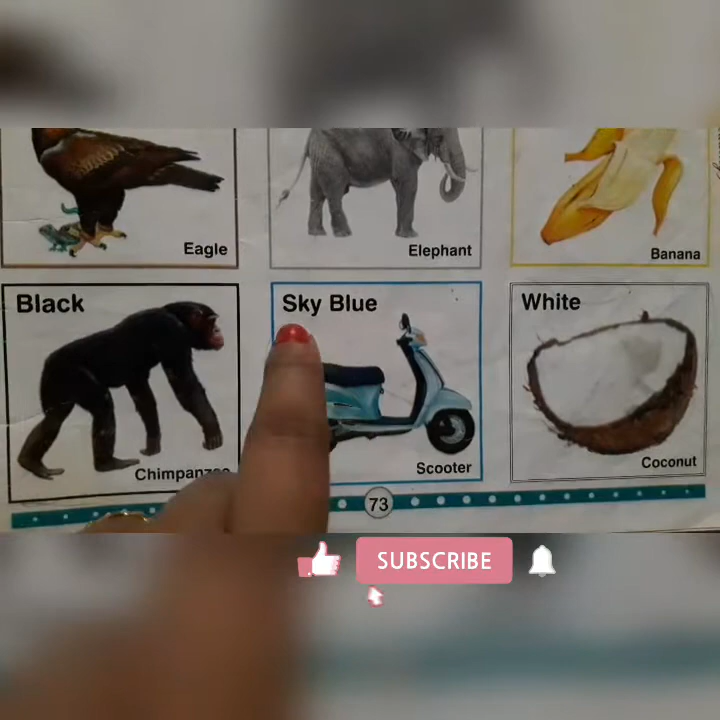 Eagle
Elephant
Banana
Black
Sky Blue
White
Scooter
Coconut
73
SUBSCRIBE